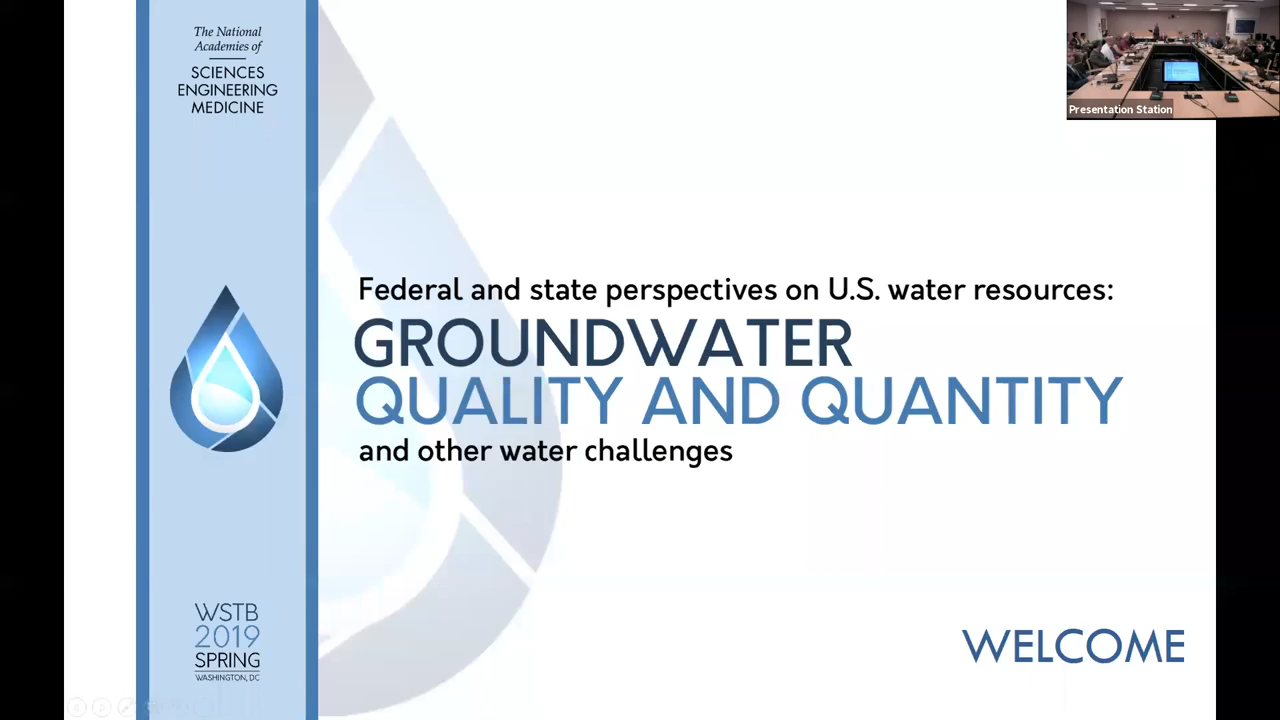 The National
Academies of
SCIENCES
ENGINEERING
MEDICINE
Presentation Station
Federal and state perspectives on U.S. water resources:
GROUNDWATER
QUALITY AND QUANTITY
and other water challenges
WSTB
2019
SPRING
WASHINGTON, DC
WELCOME